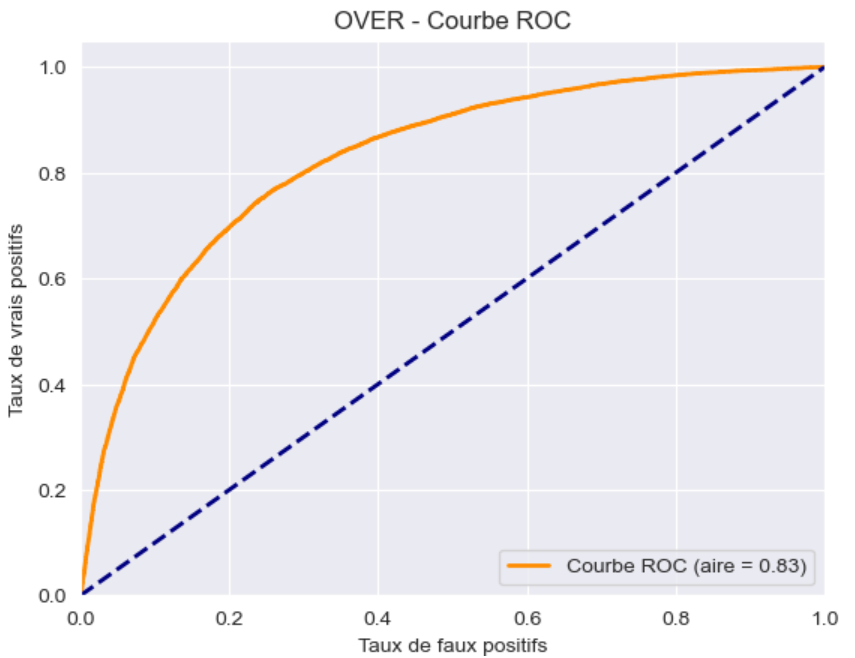 OVER - Courbe ROC
1.0
0.8
0.6
0.4
0.2
0.0
Taux de vrais positifs
Courbe ROC (aire = 0.83)
0.0 0.2 0.4 0.6 0.8 1.0
Taux de faux positifs